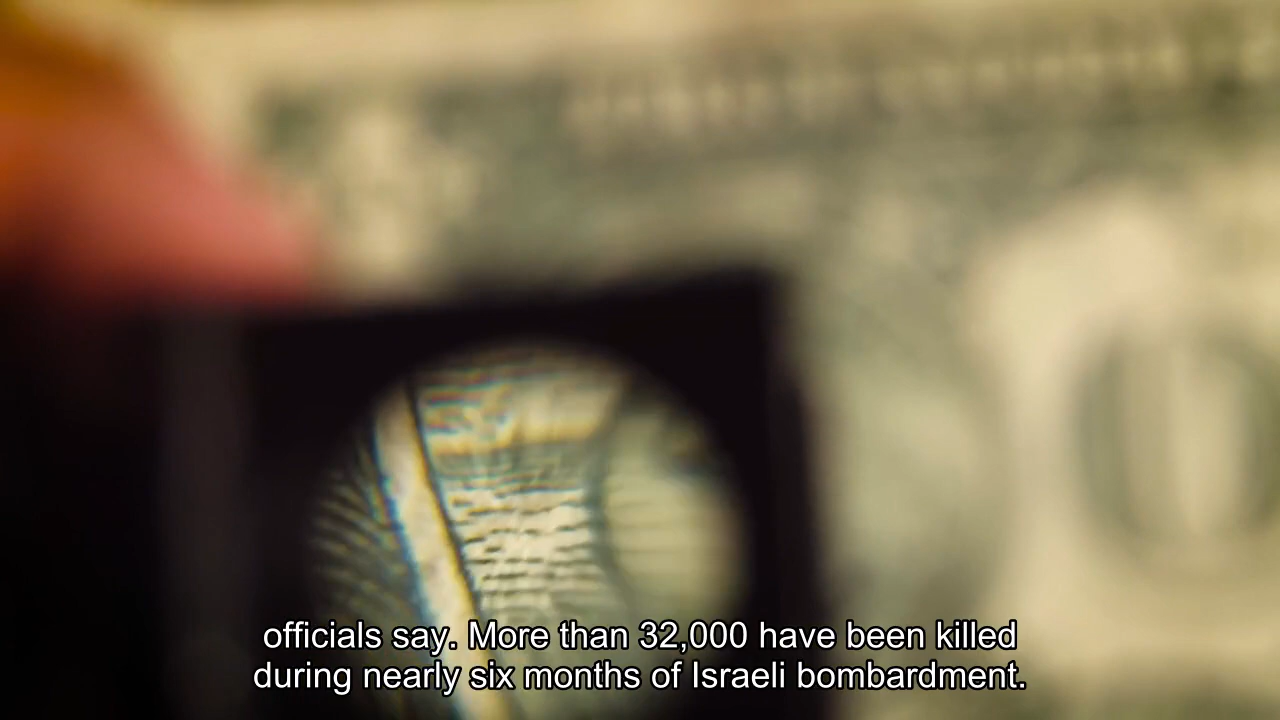 officials say. More than 32,000 have been killed
during nearly six months of Israeli bombardment.